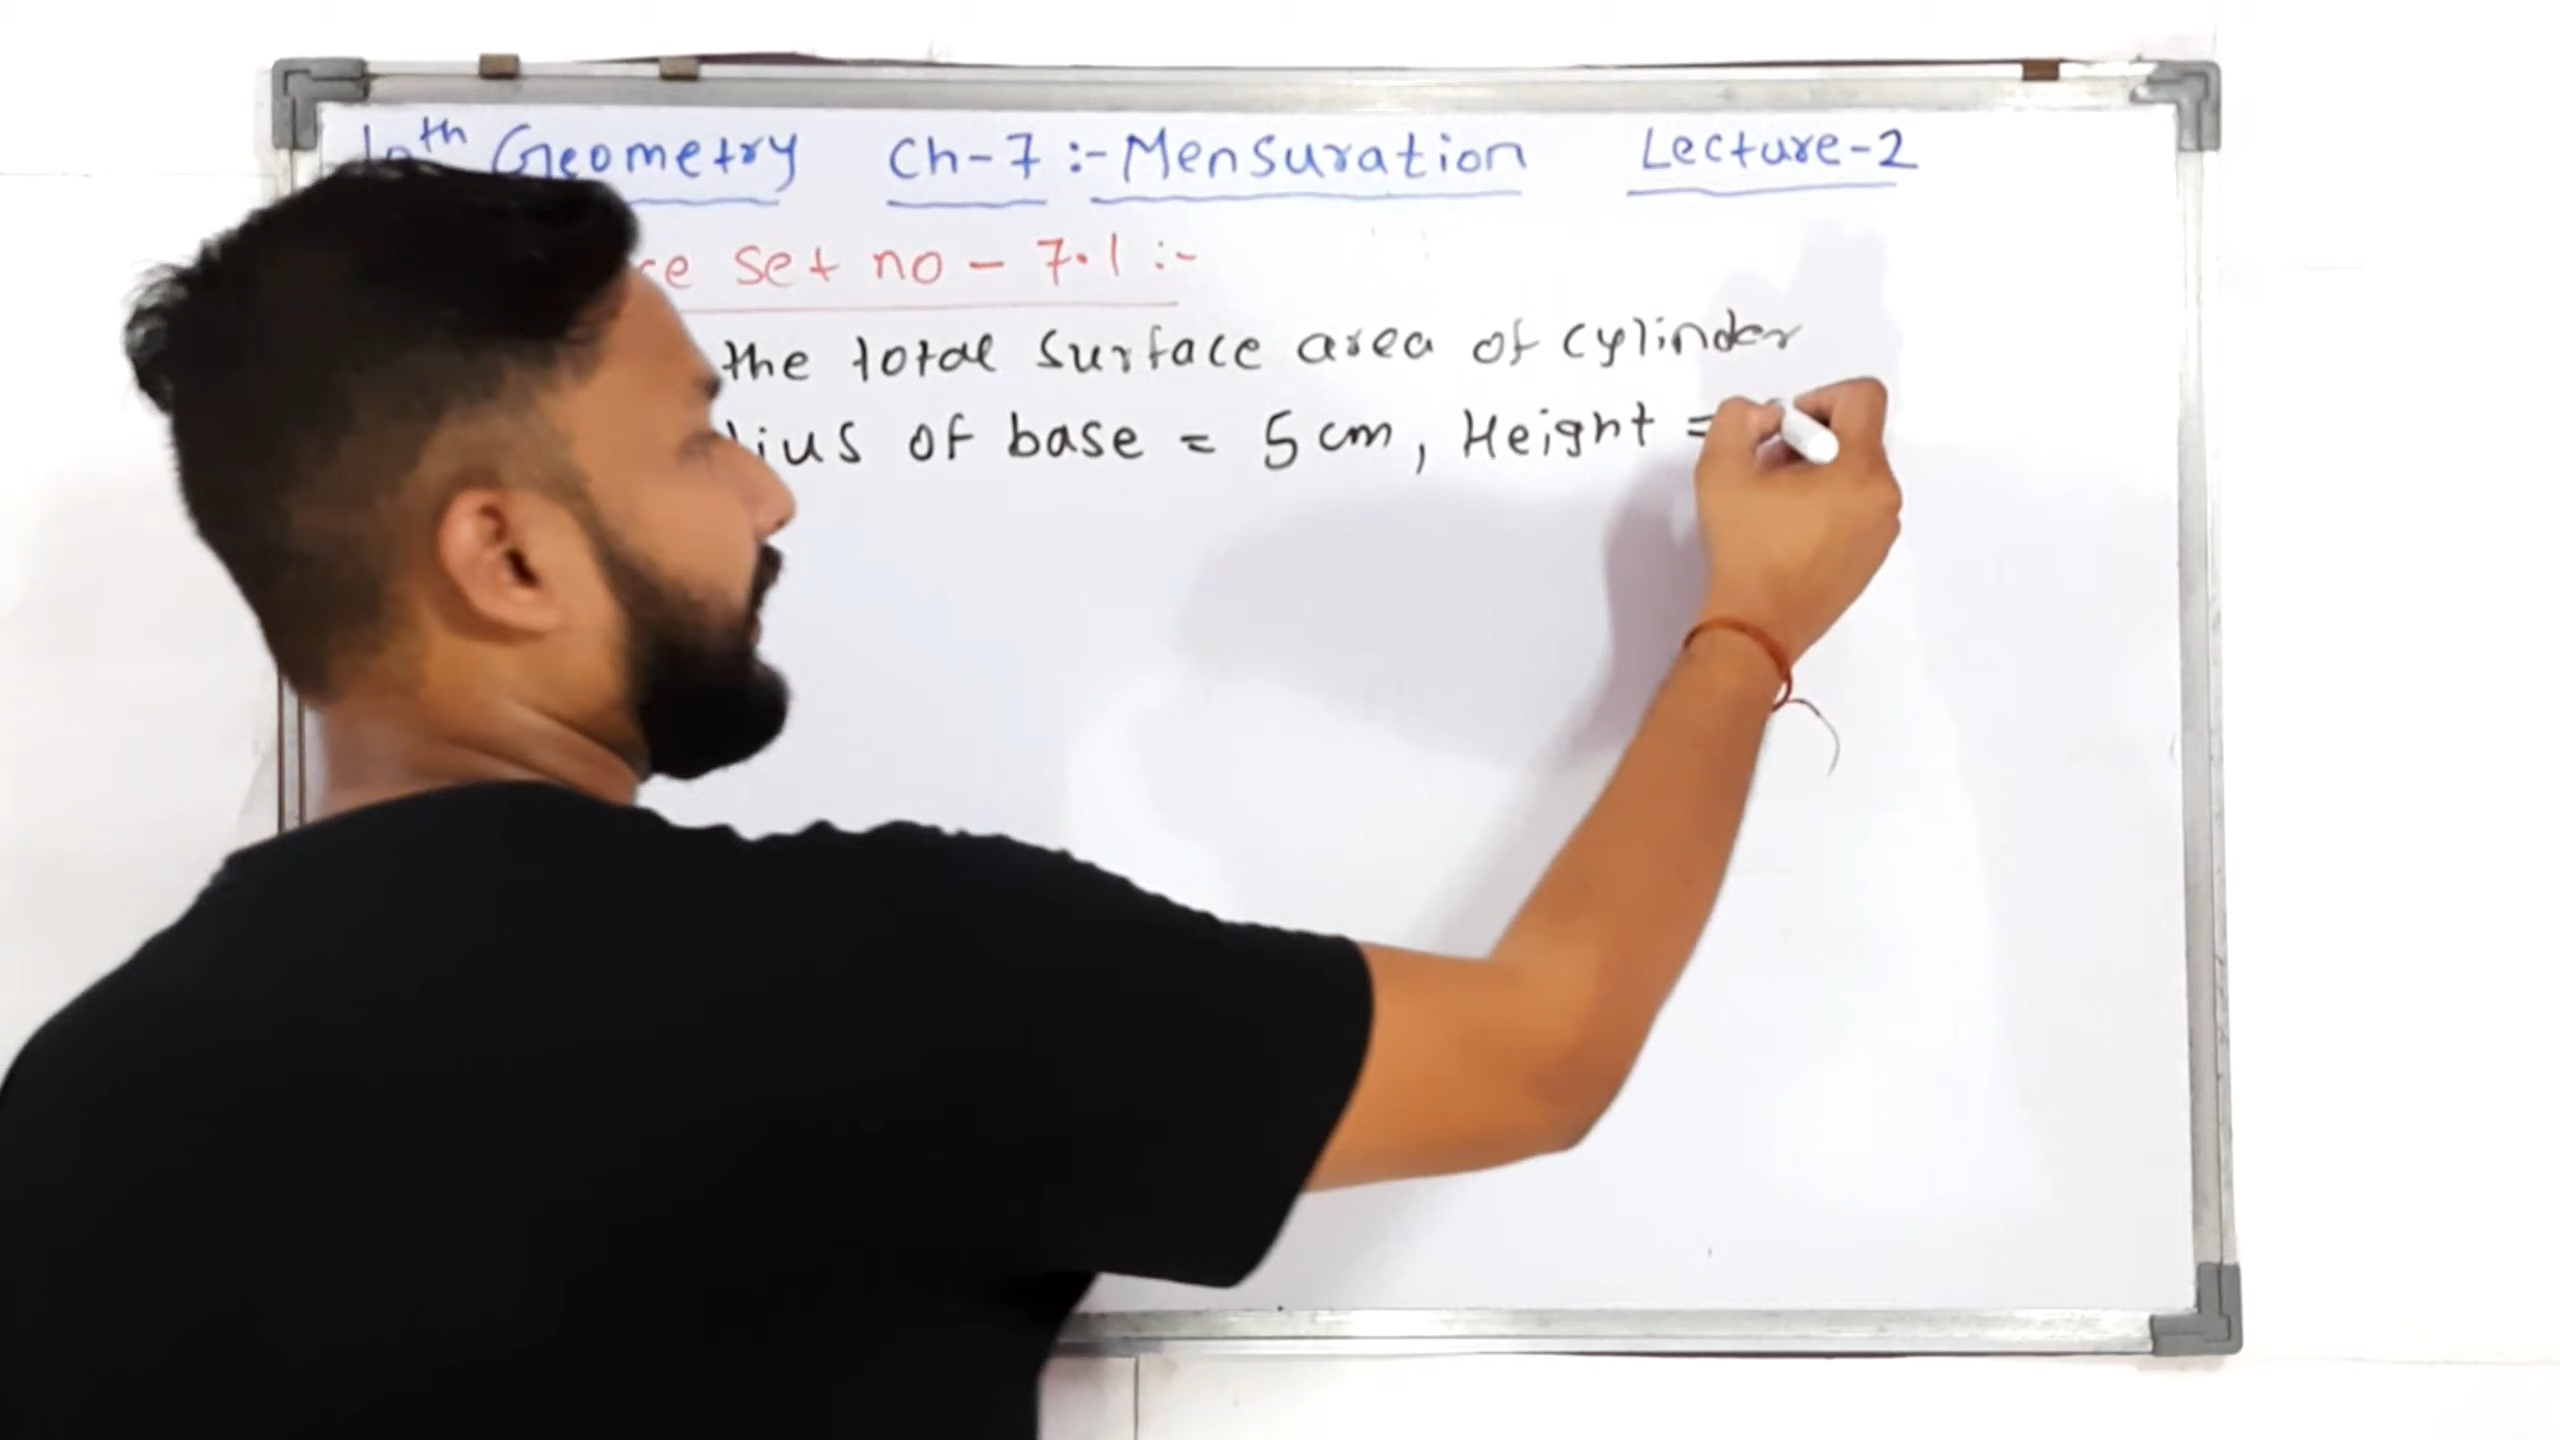 10th Geometry Ch-7 :- Mensuration Lecture-2
set no - 7.1 :-
the total surface area of cylinder
of base = 5 cm, Height =